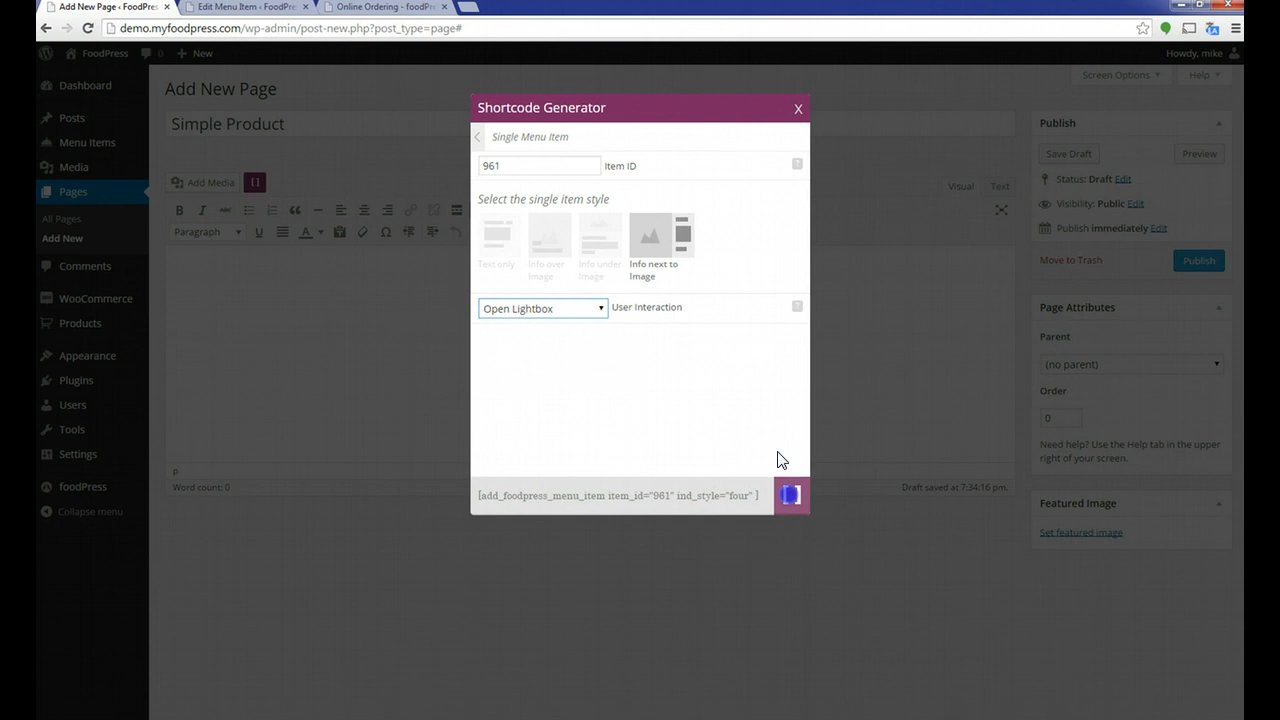 Add New Page ‹ FoodPress
Edit Menu Item ‹ FoodPres
Online Ordering - foodPr
demo.myfoodpress.com/wp-admin/post-new.php?post_type=page#
FoodPress
0
New
Howdy, mike
Screen Options
Help
Dashboard
Posts
Menu Items
Media
Pages
All Pages
Add New
Comments
WooCommerce
Products
Appearance
Plugins
Users
Tools
Settings
foodPress
Collapse menu
Add New Page
Simple Product
Add Media
[ ]
Visual
Text
B
I
ABC
Paragraph
U
A
Ω
P
Word count: 0
Draft saved at 7:34:16 pm.
Shortcode Generator
X
Single Menu Item
961
Item ID
?
Select the single item style
Text only
Info over
Image
Info under
Image
Info next to
Image
Open Lightbox
User Interaction
?
[add_foodpress_menu_item item_id="961" ind_style="four" ]
[ ]
Publish
Save Draft
Preview
Status: Draft Edit
Visibility: Public Edit
Publish immediately Edit
Move to Trash
Publish
Page Attributes
Parent
(no parent)
Order
0
Need help? Use the Help tab in the upper
right of your screen.
Featured Image
Set featured image